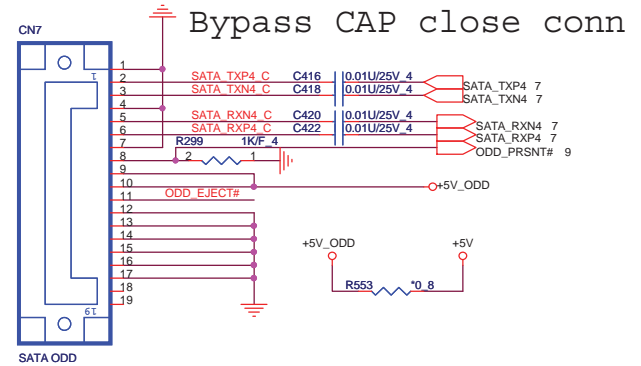 Bypass CAP close conn
CN7
1
1
2 SATA_TXP4_C C416 0.01U/25V_4 SATA_TXP4 7
3 SATA_TXN4_C C418 0.01U/25V_4 SATA_TXN4 7
4
5 SATA_RXN4_C C420 0.01U/25V_4 SATA_RXN4 7
6 SATA_RXP4_C C422 0.01U/25V_4 SATA_RXP4 7
7 R299 1K/F_4 ODD_PRSNT# 9
8 2 1
9
10 +5V_ODD
11 ODD_EJECT#
12
13
14 +5V_ODD +5V
15
16
17 R553 *0_8
18
19
19
SATA ODD